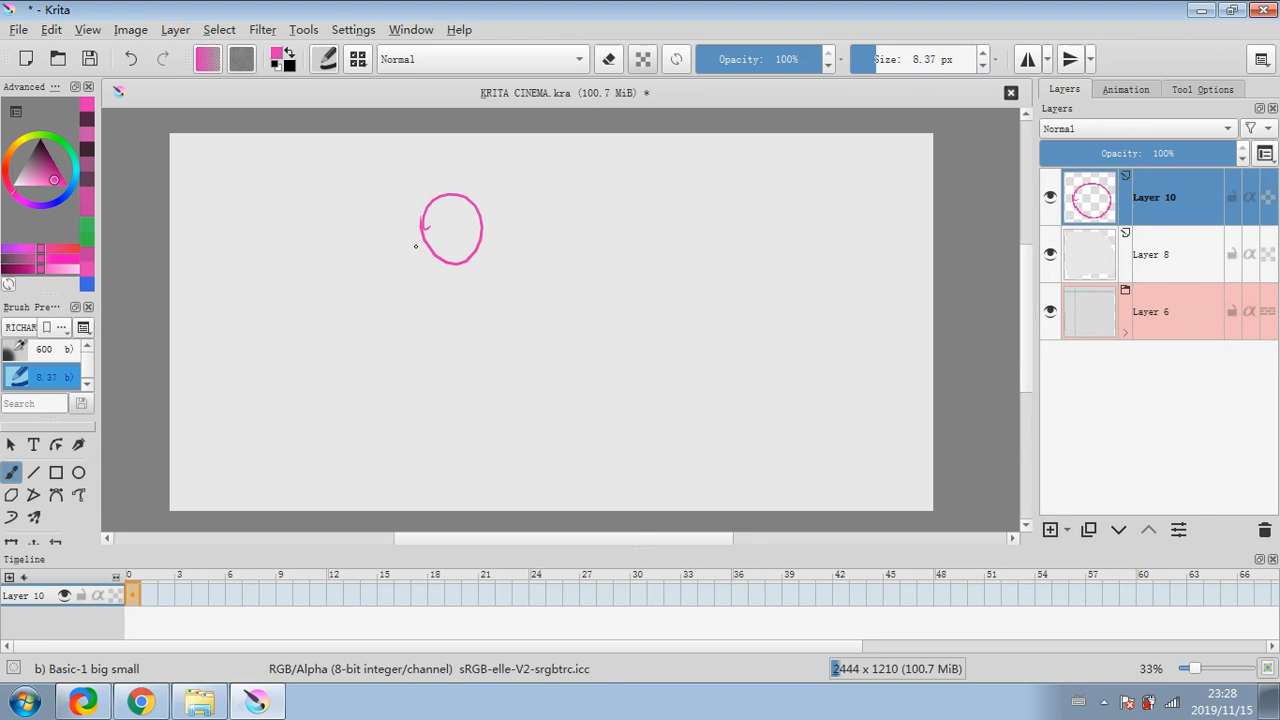 * - Krita
File Edit View Image Layer Select Filter Tools Settings Window Help
Normal Opacity: 100% Size: 8.37 px
Advanced ... KRITA CINEMA.kra (100.7 MiB) * Layers Animation Tool Options
Layers
Normal
Opacity: 100%
Layer 10
Layer 8
Layer 6
Brush Pre...
RICHAR
600 b)
8.37 b)
Search
Timeline
0 3 6 9 12 15 18 21 24 27 30 33 36 39 42 45 48 51 54 57 60 63 66
Layer 10
b) Basic-1 big small RGB/Alpha (8-bit integer/channel) sRGB-elle-V2-srgbtrc.icc 2444 x 1210 (100.7 MiB) 33%
23:28
2019/11/15